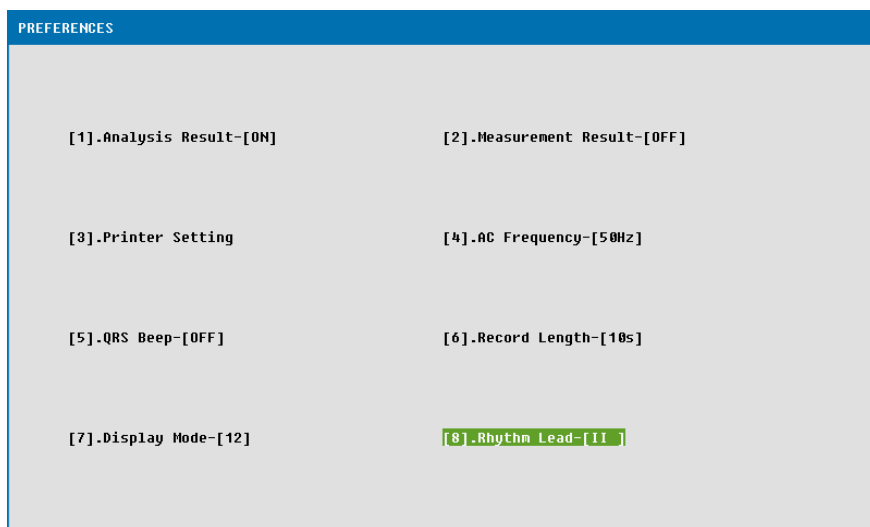 PREFERENCES
[1].Analysis Result-[ON]
[2].Measurement Result-[OFF]
[3].Printer Setting
[4].AC Frequency-[50Hz]
[5].QRS Beep-[OFF]
[6].Record Length-[10s]
[7].Display Mode-[12]
[8].Rhythm Lead-[II ]